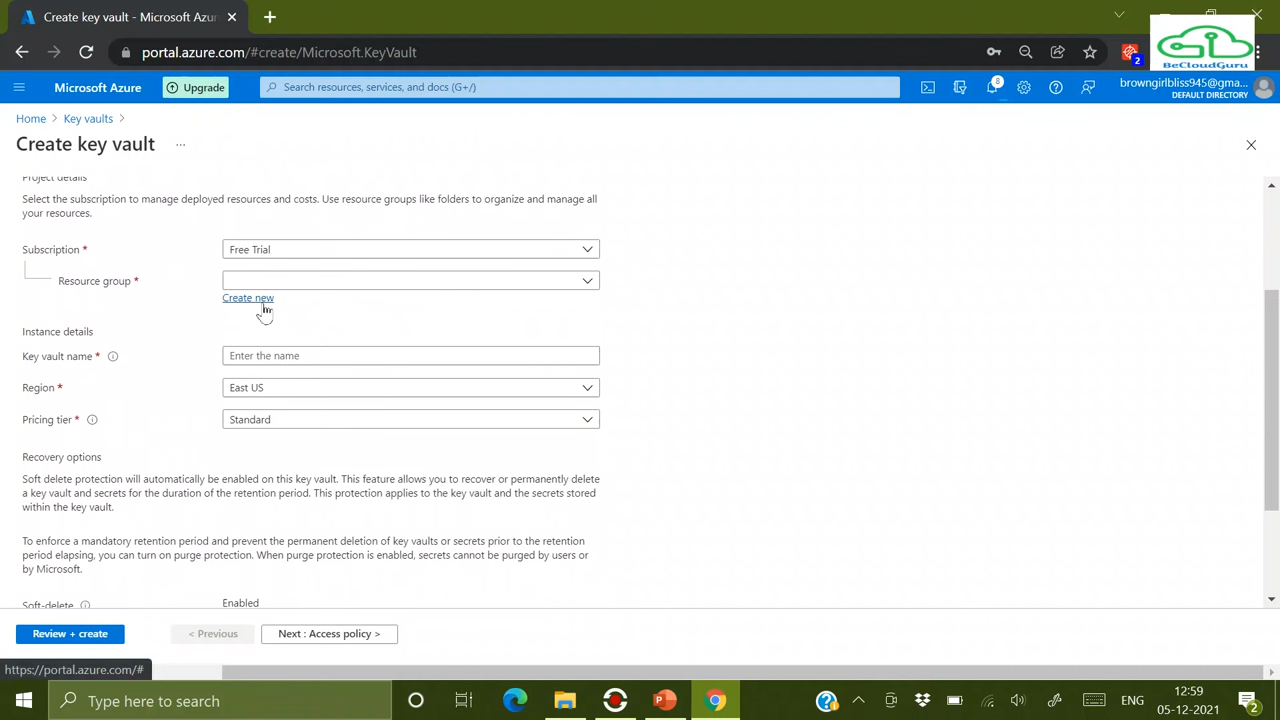 Create key vault - Microsoft Azur
BeCloudGuru
portal.azure.com/#create/Microsoft.KeyVault
2
Microsoft Azure
Upgrade
Search resources, services, and docs (G+/)
8
browngirlbliss945@gma...
DEFAULT DIRECTORY
Home > Key vaults >
Create key vault ...
Project details
Select the subscription to manage deployed resources and costs. Use resource groups like folders to organize and manage all
your resources.
Subscription *
Free Trial
Resource group *
Create new
Instance details
Key vault name *
Enter the name
Region *
East US
Pricing tier *
Standard
Recovery options
Soft delete protection will automatically be enabled on this key vault. This feature allows you to recover or permanently delete
a key vault and secrets for the duration of the retention period. This protection applies to the key vault and the secrets stored
within the key vault.
To enforce a mandatory retention period and prevent the permanent deletion of key vaults or secrets prior to the retention
period elapsing, you can turn on purge protection. When purge protection is enabled, secrets cannot be purged by users or
by Microsoft.
Soft-delete
Enabled
Review + create
< Previous
Next : Access policy >
https://portal.azure.com/#
Type here to search
ENG
12:59
05-12-2021
2